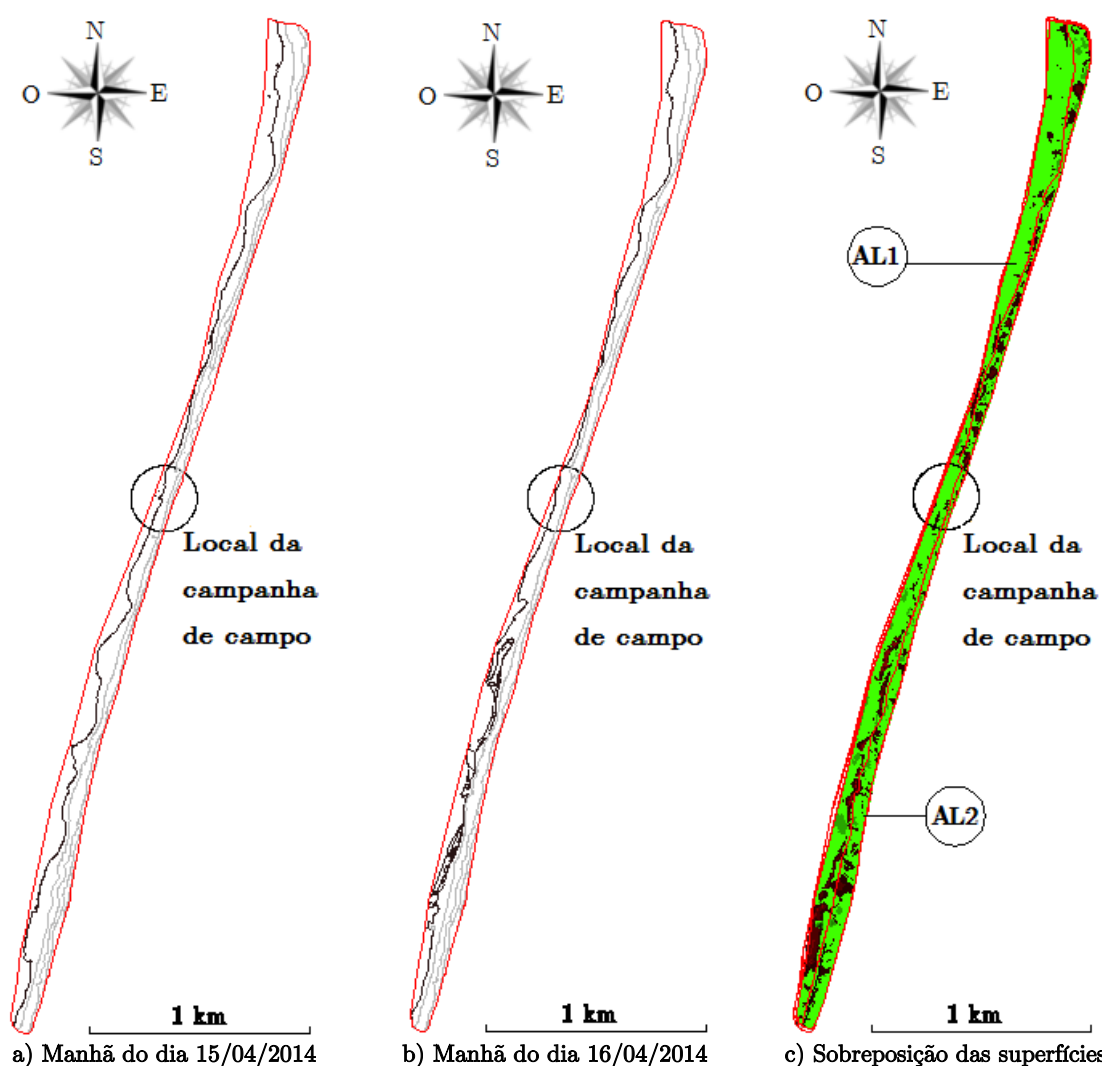 N
O
E
S
Local da
campanha
de campo
1 km
a) Manhã do dia 15/04/2014
N
O
E
S
Local da
campanha
de campo
1 km
b) Manhã do dia 16/04/2014
N
O
E
S
AL1
Local da
campanha
de campo
AL2
1 km
c) Sobreposição das superfícies